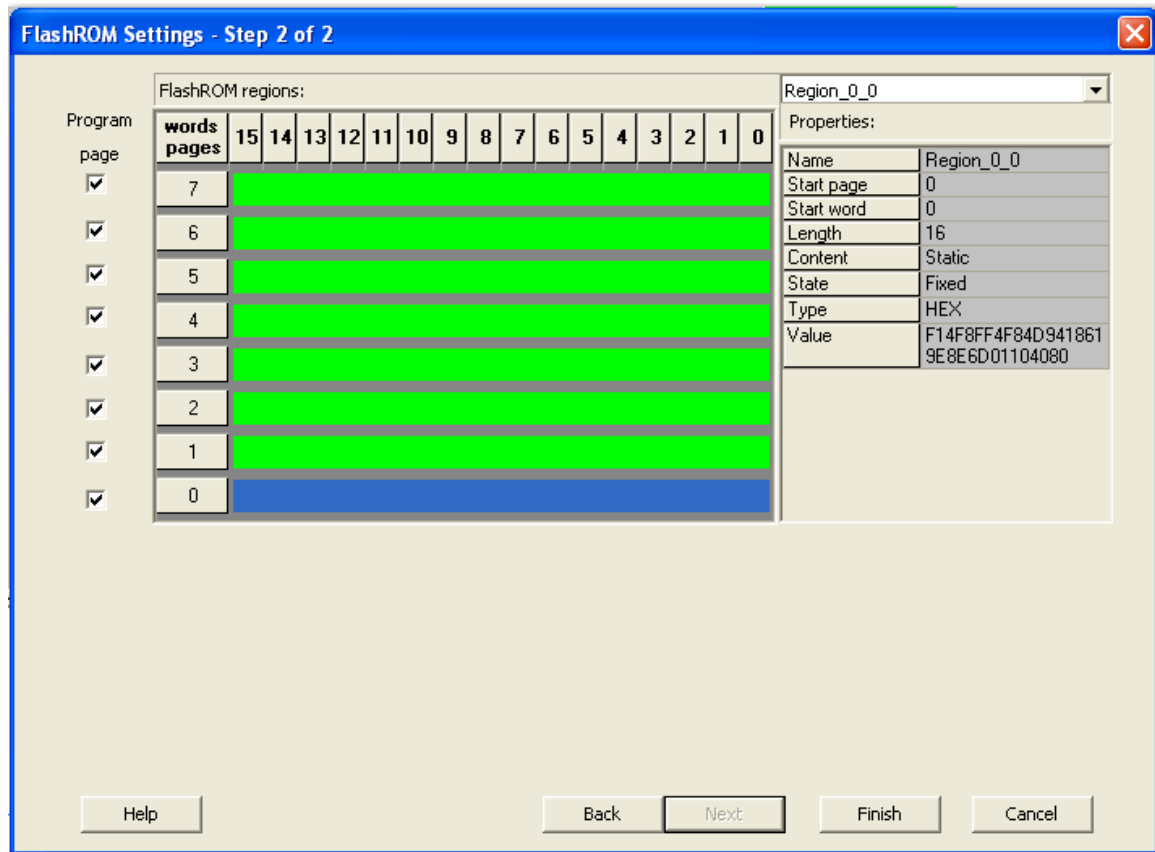 FlashROM Settings - Step 2 of 2
FlashROM regions:
Region_0_0
Program page
words pages 15 14 13 12 11 10 9 8 7 6 5 4 3 2 1 0
Properties:
7
6
5
4
3
2
1
0
Name Region_0_0
Start page 0
Start word 0
Length 16
Content Static
State Fixed
Type HEX
Value F14F8FF4F84D941861
9E8E6D01104080
Help Back Next Finish Cancel